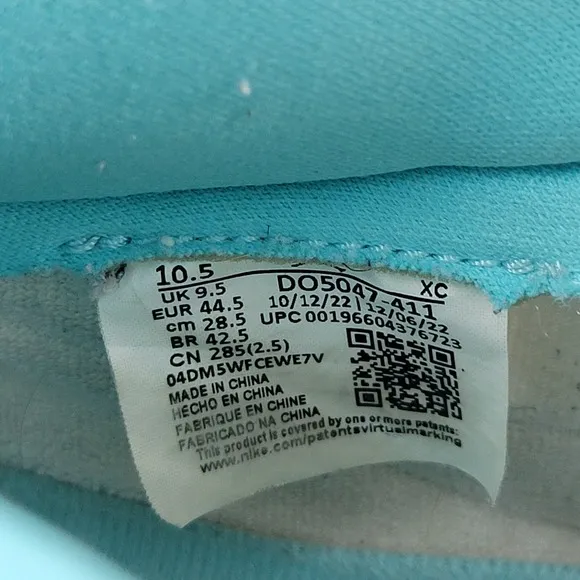 10.5 DO5047-411 XC
UK 9.5 10/12/22 | 12/06/22
EUR 44.5 UPC 00196604376723
cm 28.5
BR 42.5
CN 285(2.5)
04DM5WFCEWE7V
MADE IN CHINA
HECHO EN CHINA
FABRIQUE EN CHINE
FABRICADO NA CHINA
This product is covered by one or more patents:
www.nike.com/patentsvirtualmarking